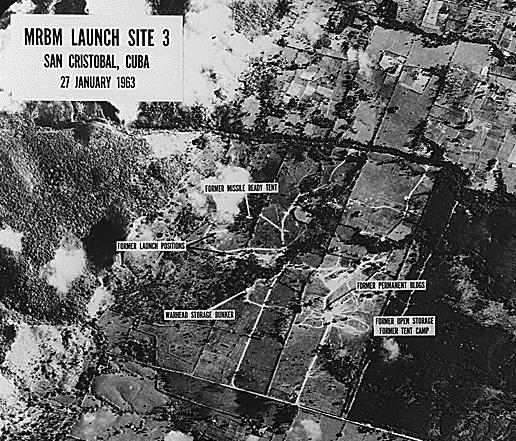 MRBM LAUNCH SITE 3
SAN CRISTOBAL, CUBA
27 JANUARY 1963
FORMER MISSILE READY TENT
FORMER LAUNCH POSITIONS
FORMER PERMANENT BLDGS
WARHEAD STORAGE BUNKER
FORMER OPEN STORAGE
FORMER TENT CAMP